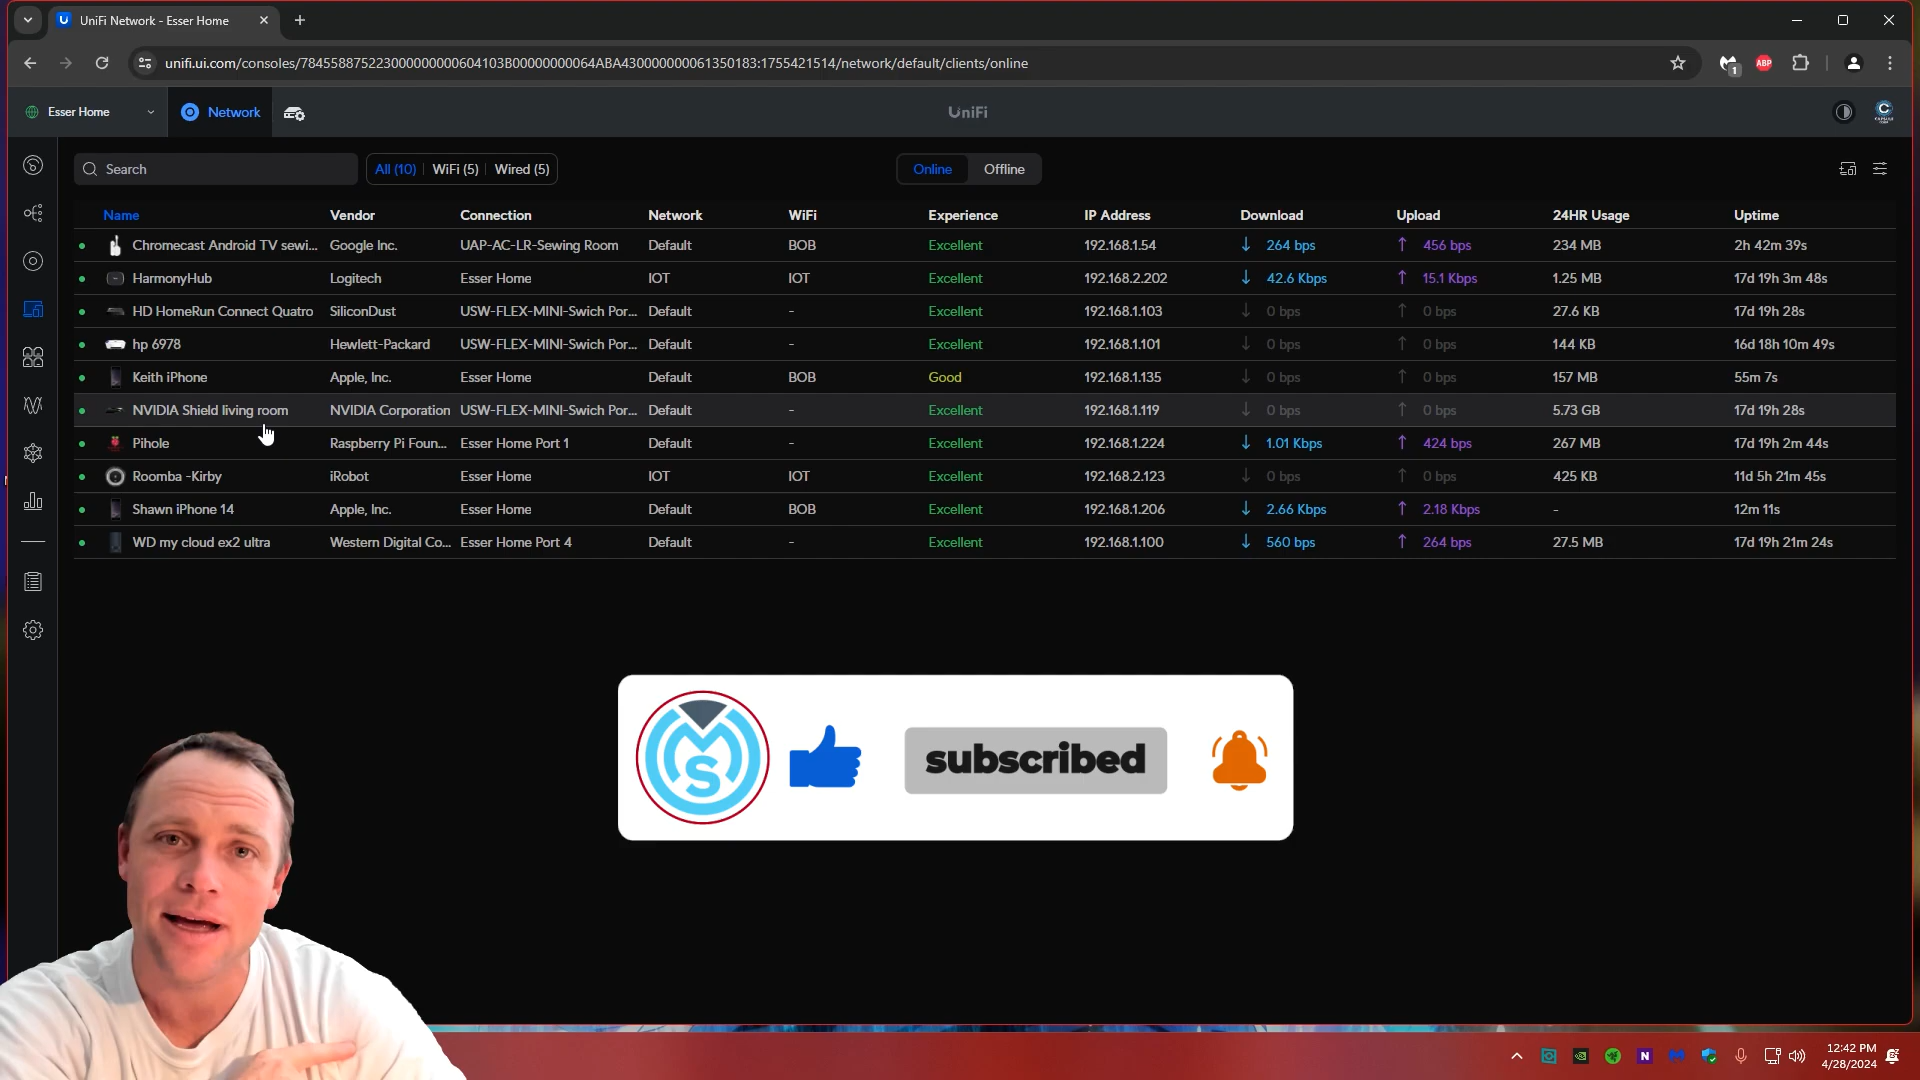 UniFi Network - Esser Home
unifi.ui.com/consoles/7845588752230000000000604103B00000000064ABA430000000061350183:1755421514/network/default/clients/online
1
ABP
Esser Home
Network
UniFi
Search
All (10) WiFi (5) Wired (5)
Online Offline
Name Vendor Connection Network WiFi Experience IP Address Download Upload 24HR Usage Uptime
Chromecast Android TV sewi... Google Inc. UAP-AC-LR-Sewing Room Default BOB Excellent 192.168.1.54 264 bps 456 bps 234 MB 2h 42m 39s
HarmonyHub Logitech Esser Home IOT IOT Excellent 192.168.2.202 42.6 Kbps 15.1 Kbps 1.25 MB 17d 19h 3m 48s
HD HomeRun Connect Quatro SiliconDust USW-FLEX-MINI-Swich Por... Default - Excellent 192.168.1.103 0 bps 0 bps 27.6 KB 17d 19h 28s
hp 6978 Hewlett-Packard USW-FLEX-MINI-Swich Por... Default - Excellent 192.168.1.101 0 bps 0 bps 144 KB 16d 18h 10m 49s
Keith iPhone Apple, Inc. Esser Home Default BOB Good 192.168.1.135 0 bps 0 bps 157 MB 55m 7s
NVIDIA Shield living room NVIDIA Corporation USW-FLEX-MINI-Swich Por... Default - Excellent 192.168.1.119 0 bps 0 bps 5.73 GB 17d 19h 28s
Pihole Raspberry Pi Foun... Esser Home Port 1 Default - Excellent 192.168.1.224 1.01 Kbps 424 bps 267 MB 17d 19h 2m 44s
Roomba -Kirby iRobot Esser Home IOT IOT Excellent 192.168.2.123 0 bps 0 bps 425 KB 11d 5h 21m 45s
Shawn iPhone 14 Apple, Inc. Esser Home Default BOB Excellent 192.168.1.206 2.66 Kbps 2.18 Kbps - 12m 11s
WD my cloud ex2 ultra Western Digital Co... Esser Home Port 4 Default - Excellent 192.168.1.100 560 bps 264 bps 27.5 MB 17d 19h 21m 24s
subscribed
12:42 PM
4/28/2024